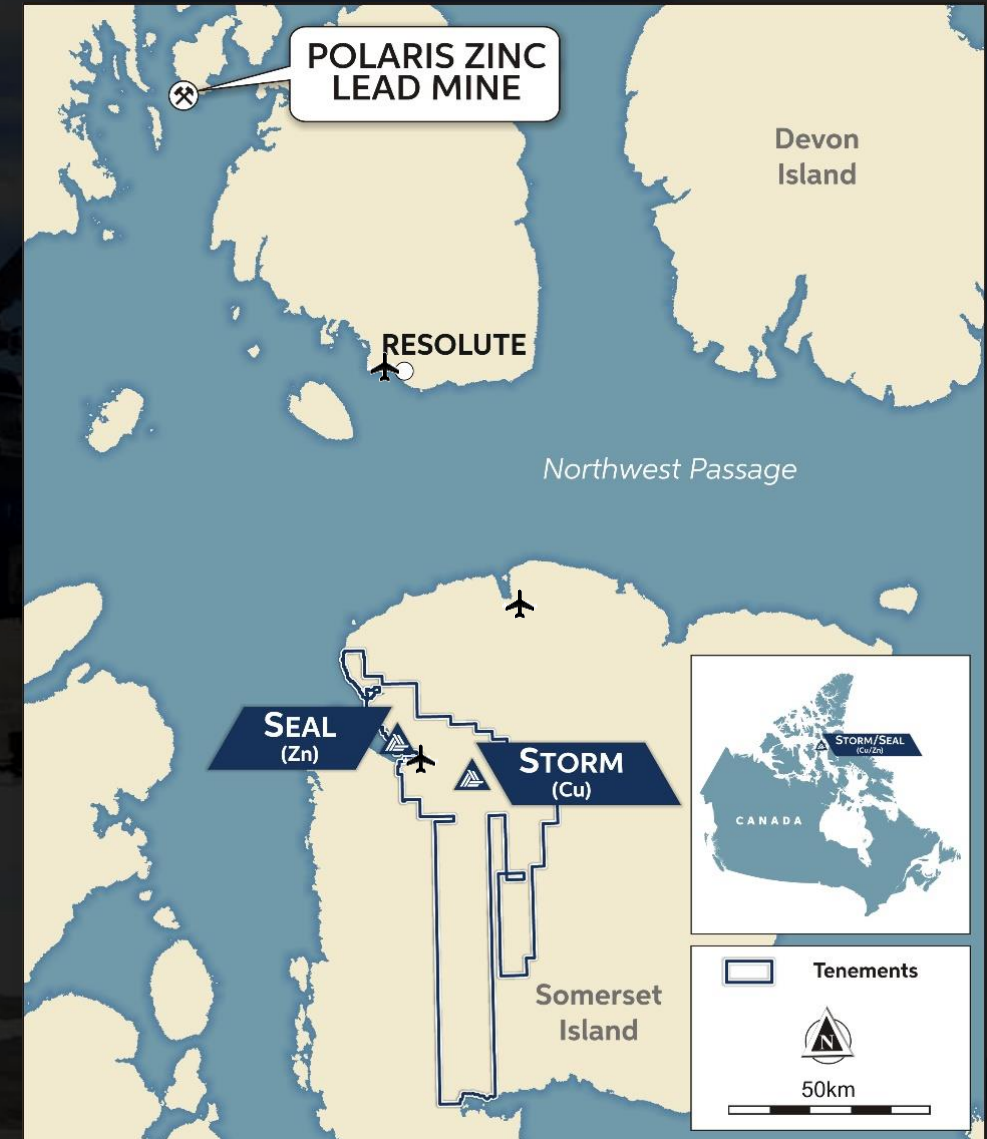 POLARIS ZINC
LEAD MINE
Devon
Island
RESOLUTE
Northwest Passage
SEAL
(Zn)
STORM
(Cu)
STORM/SEAL
(Cu/Zn)
CANADA
Somerset
Island
Tenements
N
50km